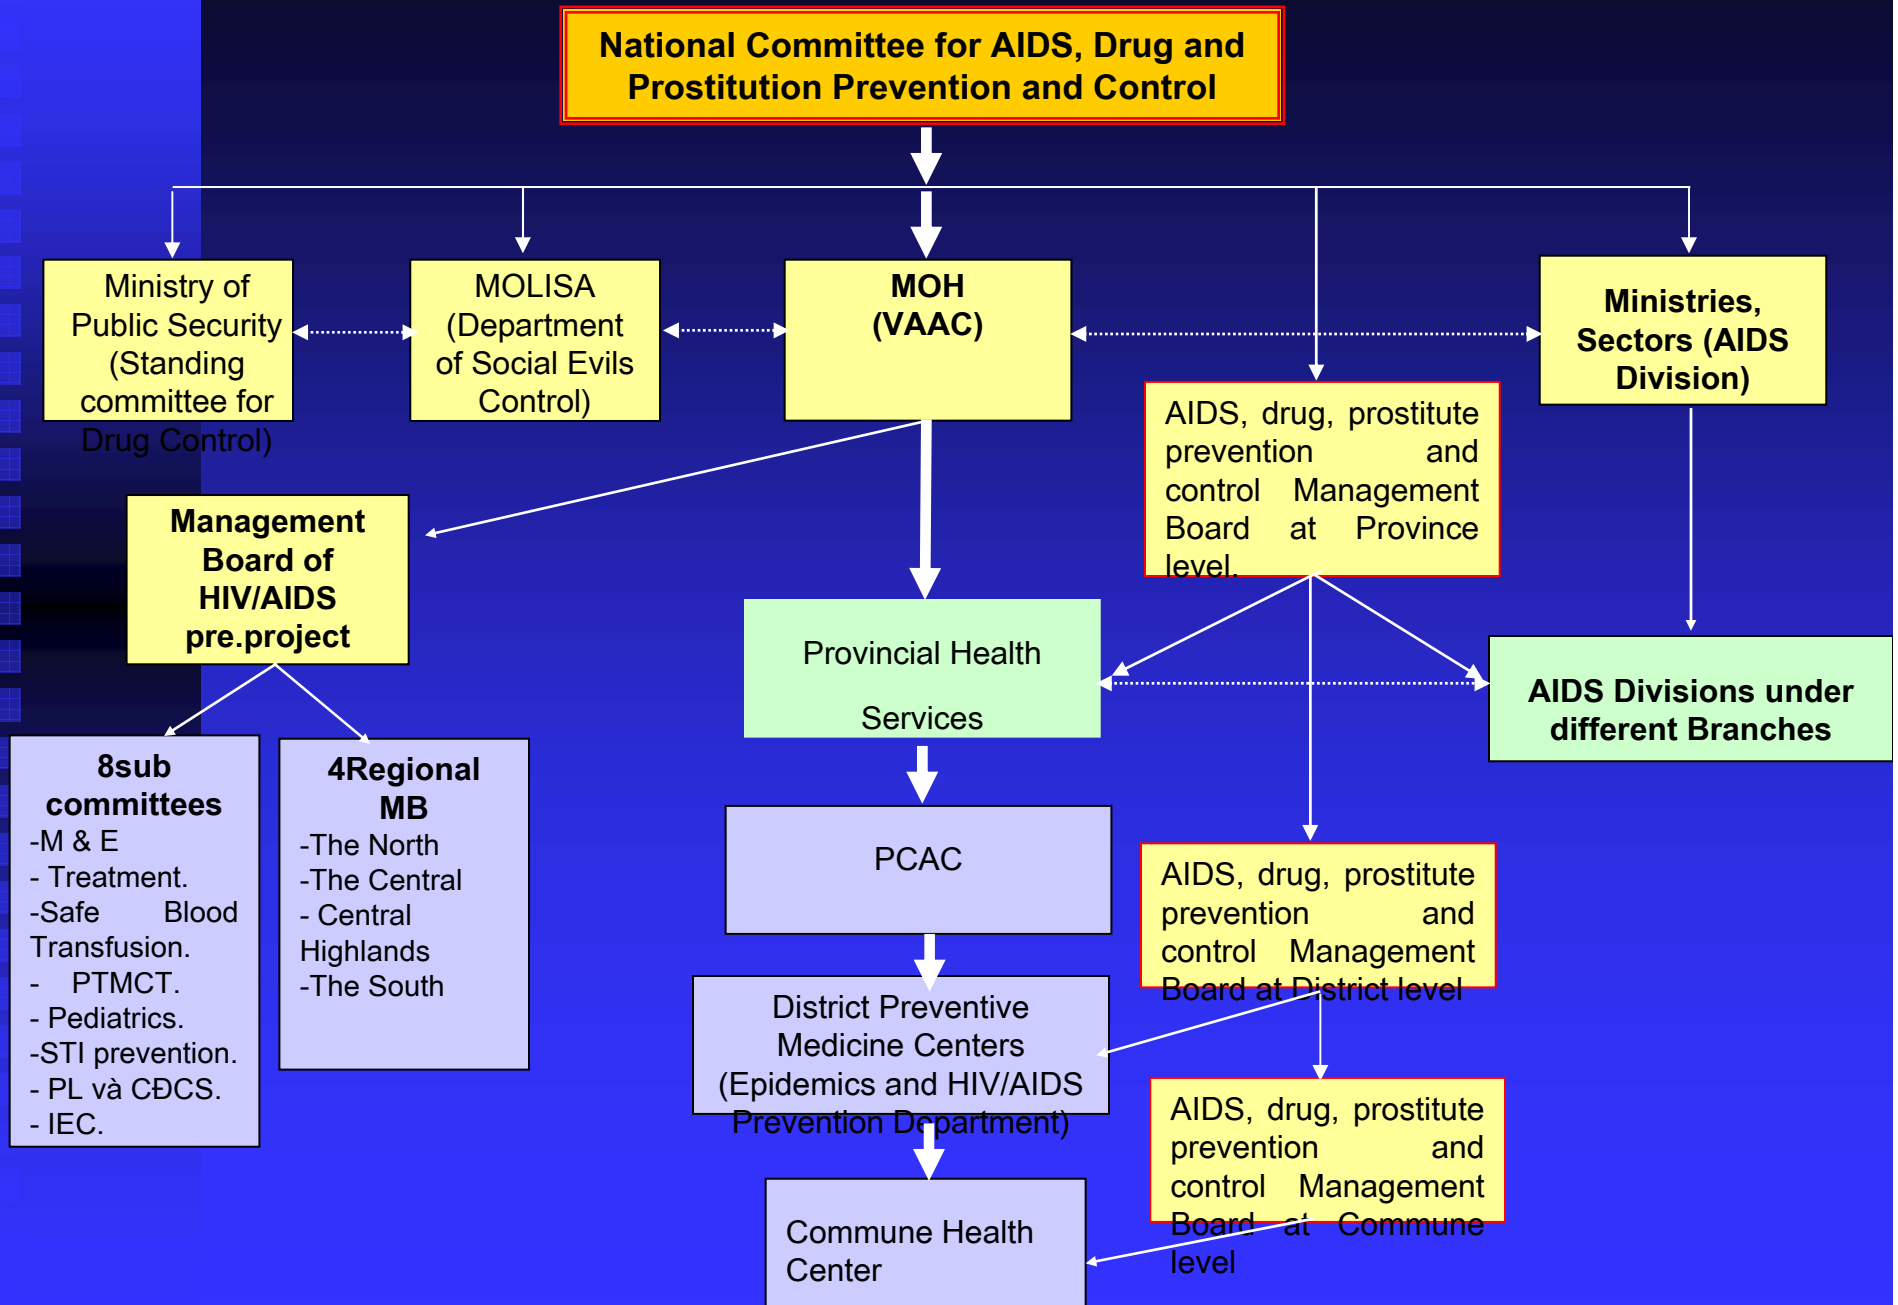 National Committee for AIDS, Drug and
Prostitution Prevention and Control
Ministry of
Public Security
(Standing
committee for
Drug Control)
MOLISA
(Department
of Social Evils
Control)
MOH
(VAAC)
Ministries,
Sectors (AIDS
Division)
AIDS, drug, prostitute
prevention and
control Management
Board at Province
level.
Management
Board of
HIV/AIDS
pre.project
Provincial Health
Services
AIDS Divisions under
different Branches
8sub
committees
-M & E
- Treatment.
-Safe Blood
Transfusion.
- PTMCT.
- Pediatrics.
-STI prevention.
- PL và CĐCS.
- IEC.
4Regional
MB
-The North
-The Central
- Central
Highlands
-The South
PCAC
AIDS, drug, prostitute
prevention and
control Management
Board at District level
District Preventive
Medicine Centers
(Epidemics and HIV/AIDS
Prevention Department)
AIDS, drug, prostitute
prevention and
control Management
Board at Commune
level
Commune Health
Center